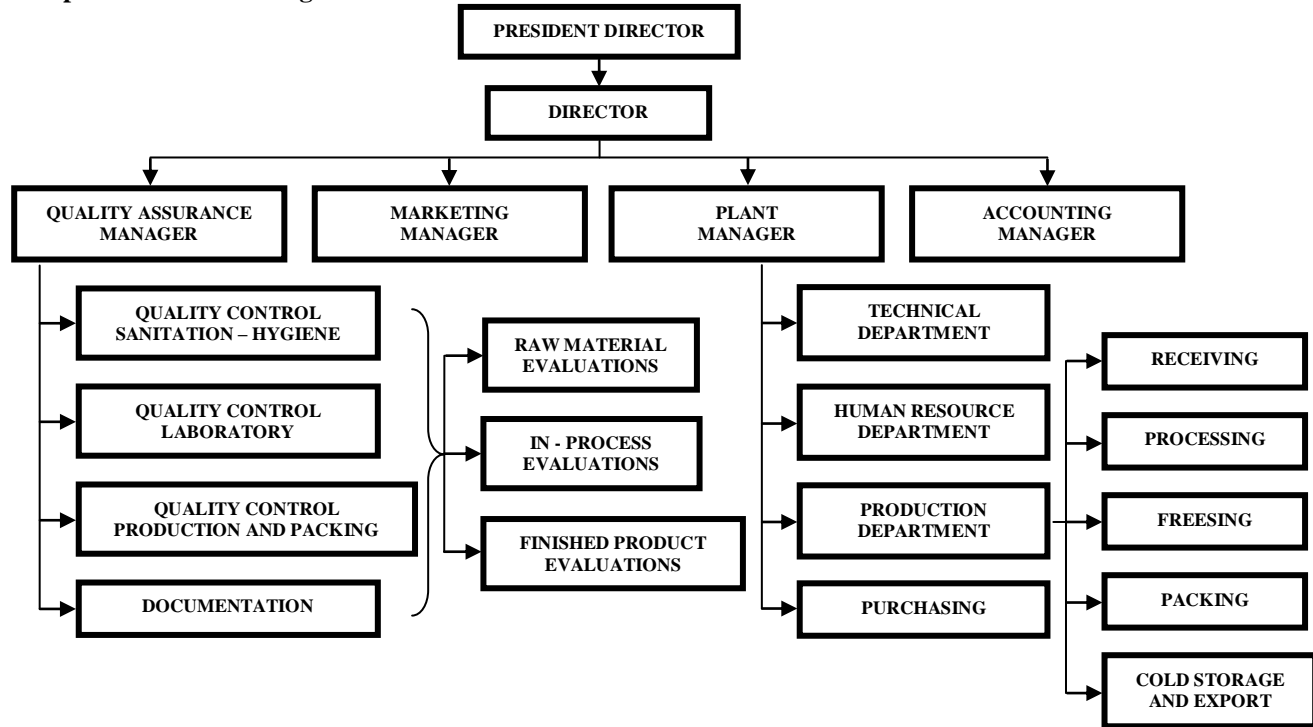 PRESIDENT DIRECTOR
DIRECTOR
QUALITY ASSURANCE
MANAGER
MARKETING
MANAGER
PLANT
MANAGER
ACCOUNTING
MANAGER
QUALITY CONTROL
SANITATION – HYGIENE
QUALITY CONTROL
LABORATORY
QUALITY CONTROL
PRODUCTION AND PACKING
DOCUMENTATION
RAW MATERIAL
EVALUATIONS
IN - PROCESS
EVALUATIONS
FINISHED PRODUCT
EVALUATIONS
TECHNICAL
DEPARTMENT
HUMAN RESOURCE
DEPARTMENT
PRODUCTION
DEPARTMENT
PURCHASING
RECEIVING
PROCESSING
FREESING
PACKING
COLD STORAGE
AND EXPORT